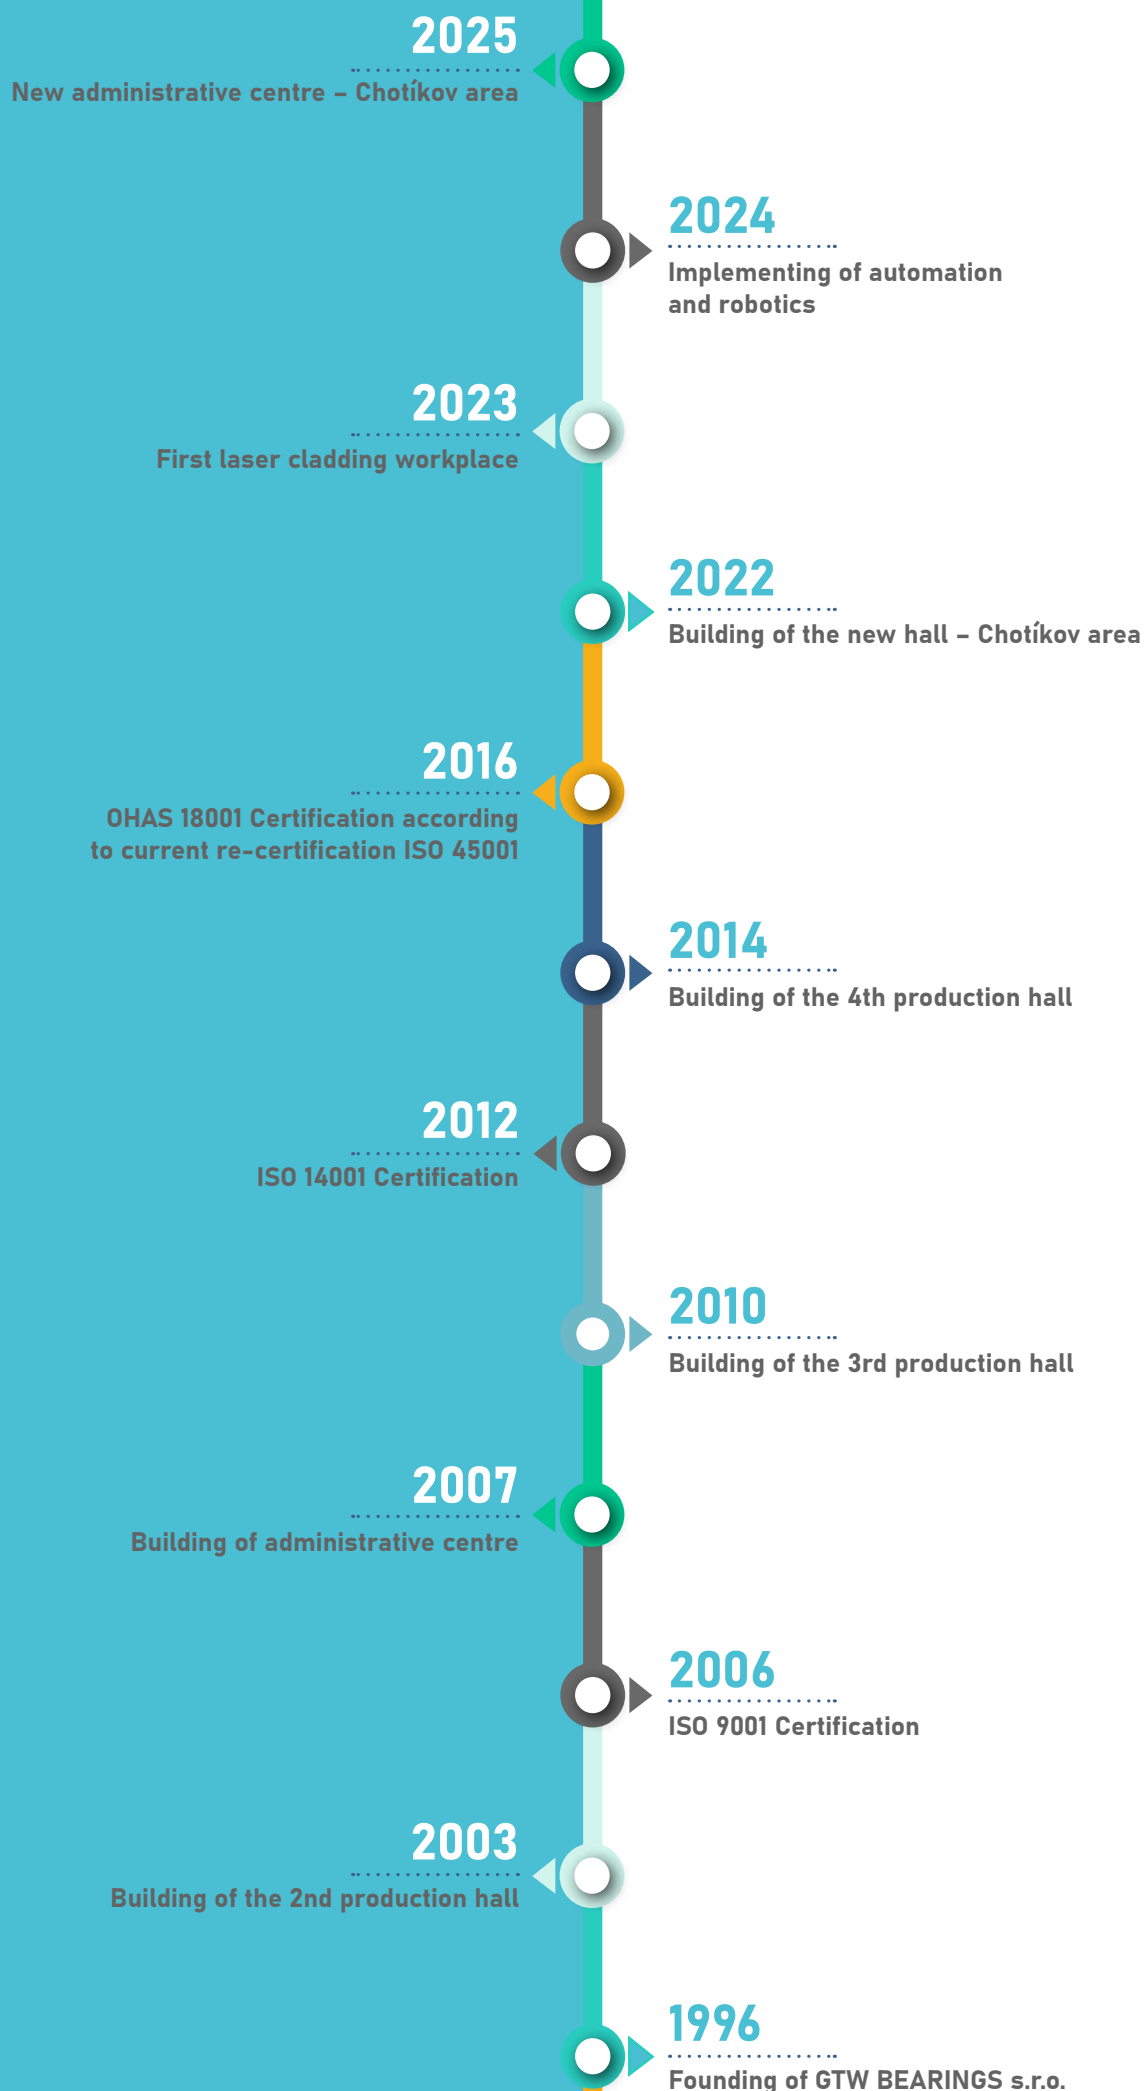 2025
New administrative centre – Chotíkov area
2024
Implementing of automation
and robotics
2023
First laser cladding workplace
2022
Building of the new hall – Chotíkov area
2016
OHAS 18001 Certification according
to current re-certification ISO 45001
2014
Building of the 4th production hall
2012
ISO 14001 Certification
2010
Building of the 3rd production hall
2007
Building of administrative centre
2006
ISO 9001 Certification
2003
Building of the 2nd production hall
1996
Founding of GTW BEARINGS s.r.o.